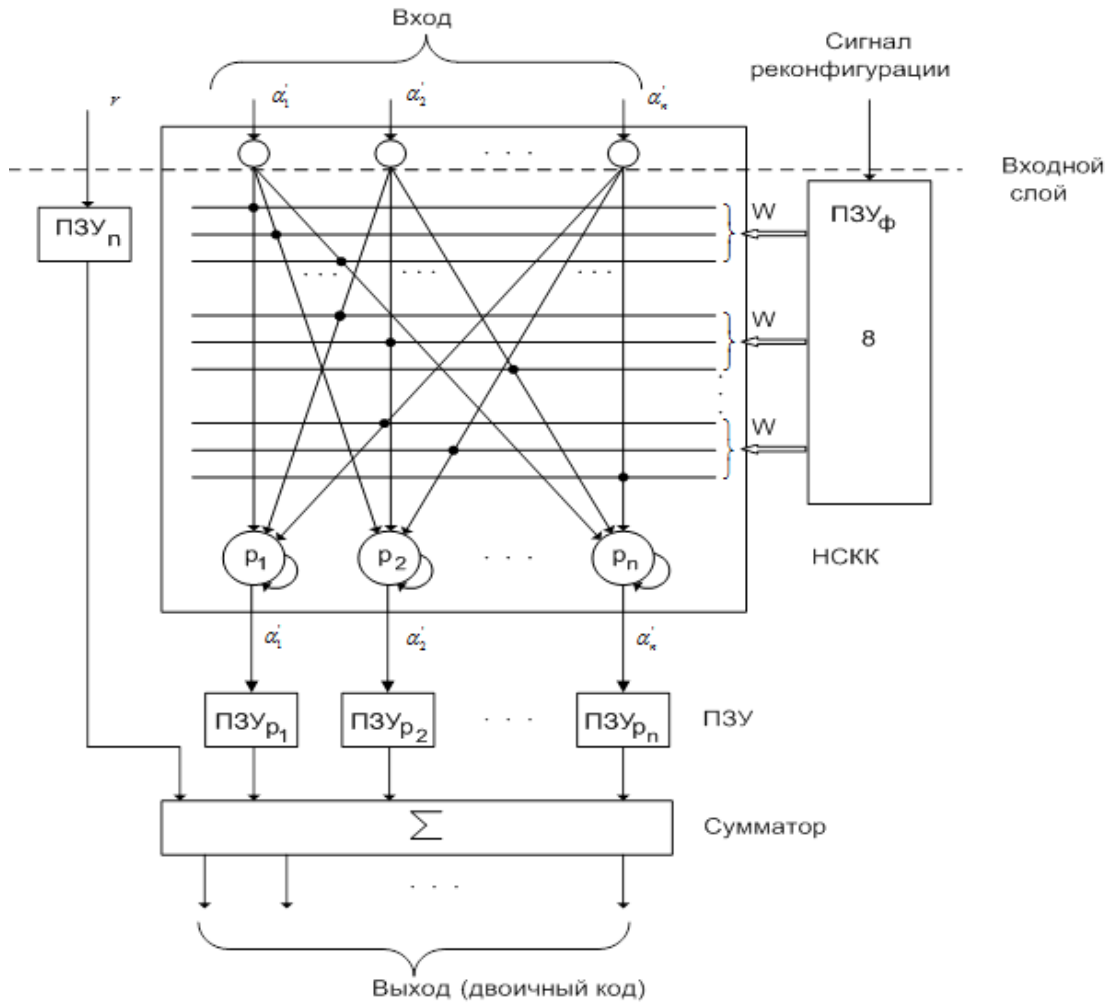 Вход
Сигнал
реконфигурации
r
α'₁
α'₂
α'ₙ
Входной
слой
ПЗУₙ
W
ПЗУф
W
8
W
p₁
p₂
pₙ
НСКК
α'₁
α'₂
α'ₙ
ПЗУp₁
ПЗУp₂
ПЗУpₙ
ПЗУ
Σ
Сумматор
Выход (двоичный код)